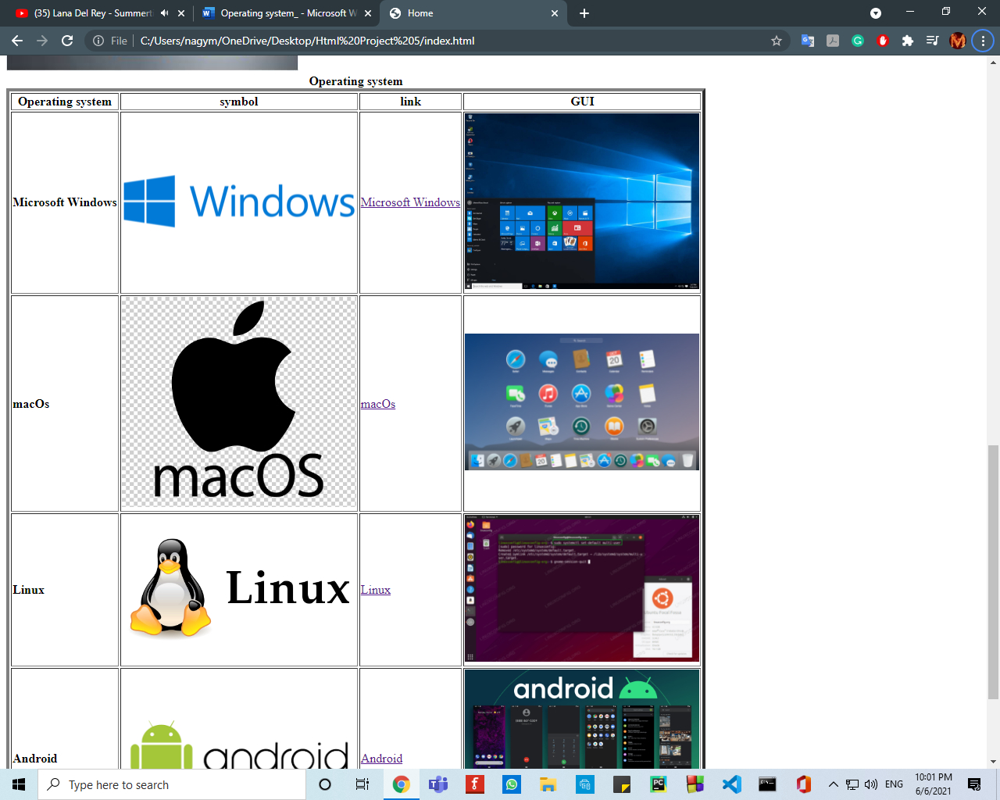 (35) Lana Del Rey - Summert
Operating system_ - Microsoft W
Home
File
C:/Users/nagym/OneDrive/Desktop/Html%20Project%205/index.html
Operating system
Operating system symbol link GUI
Microsoft Windows Windows Microsoft Windows
macOs macOS macOs
Linux Linux Linux
Android android Android
android
Type here to search
ENG
10:01 PM
6/6/2021